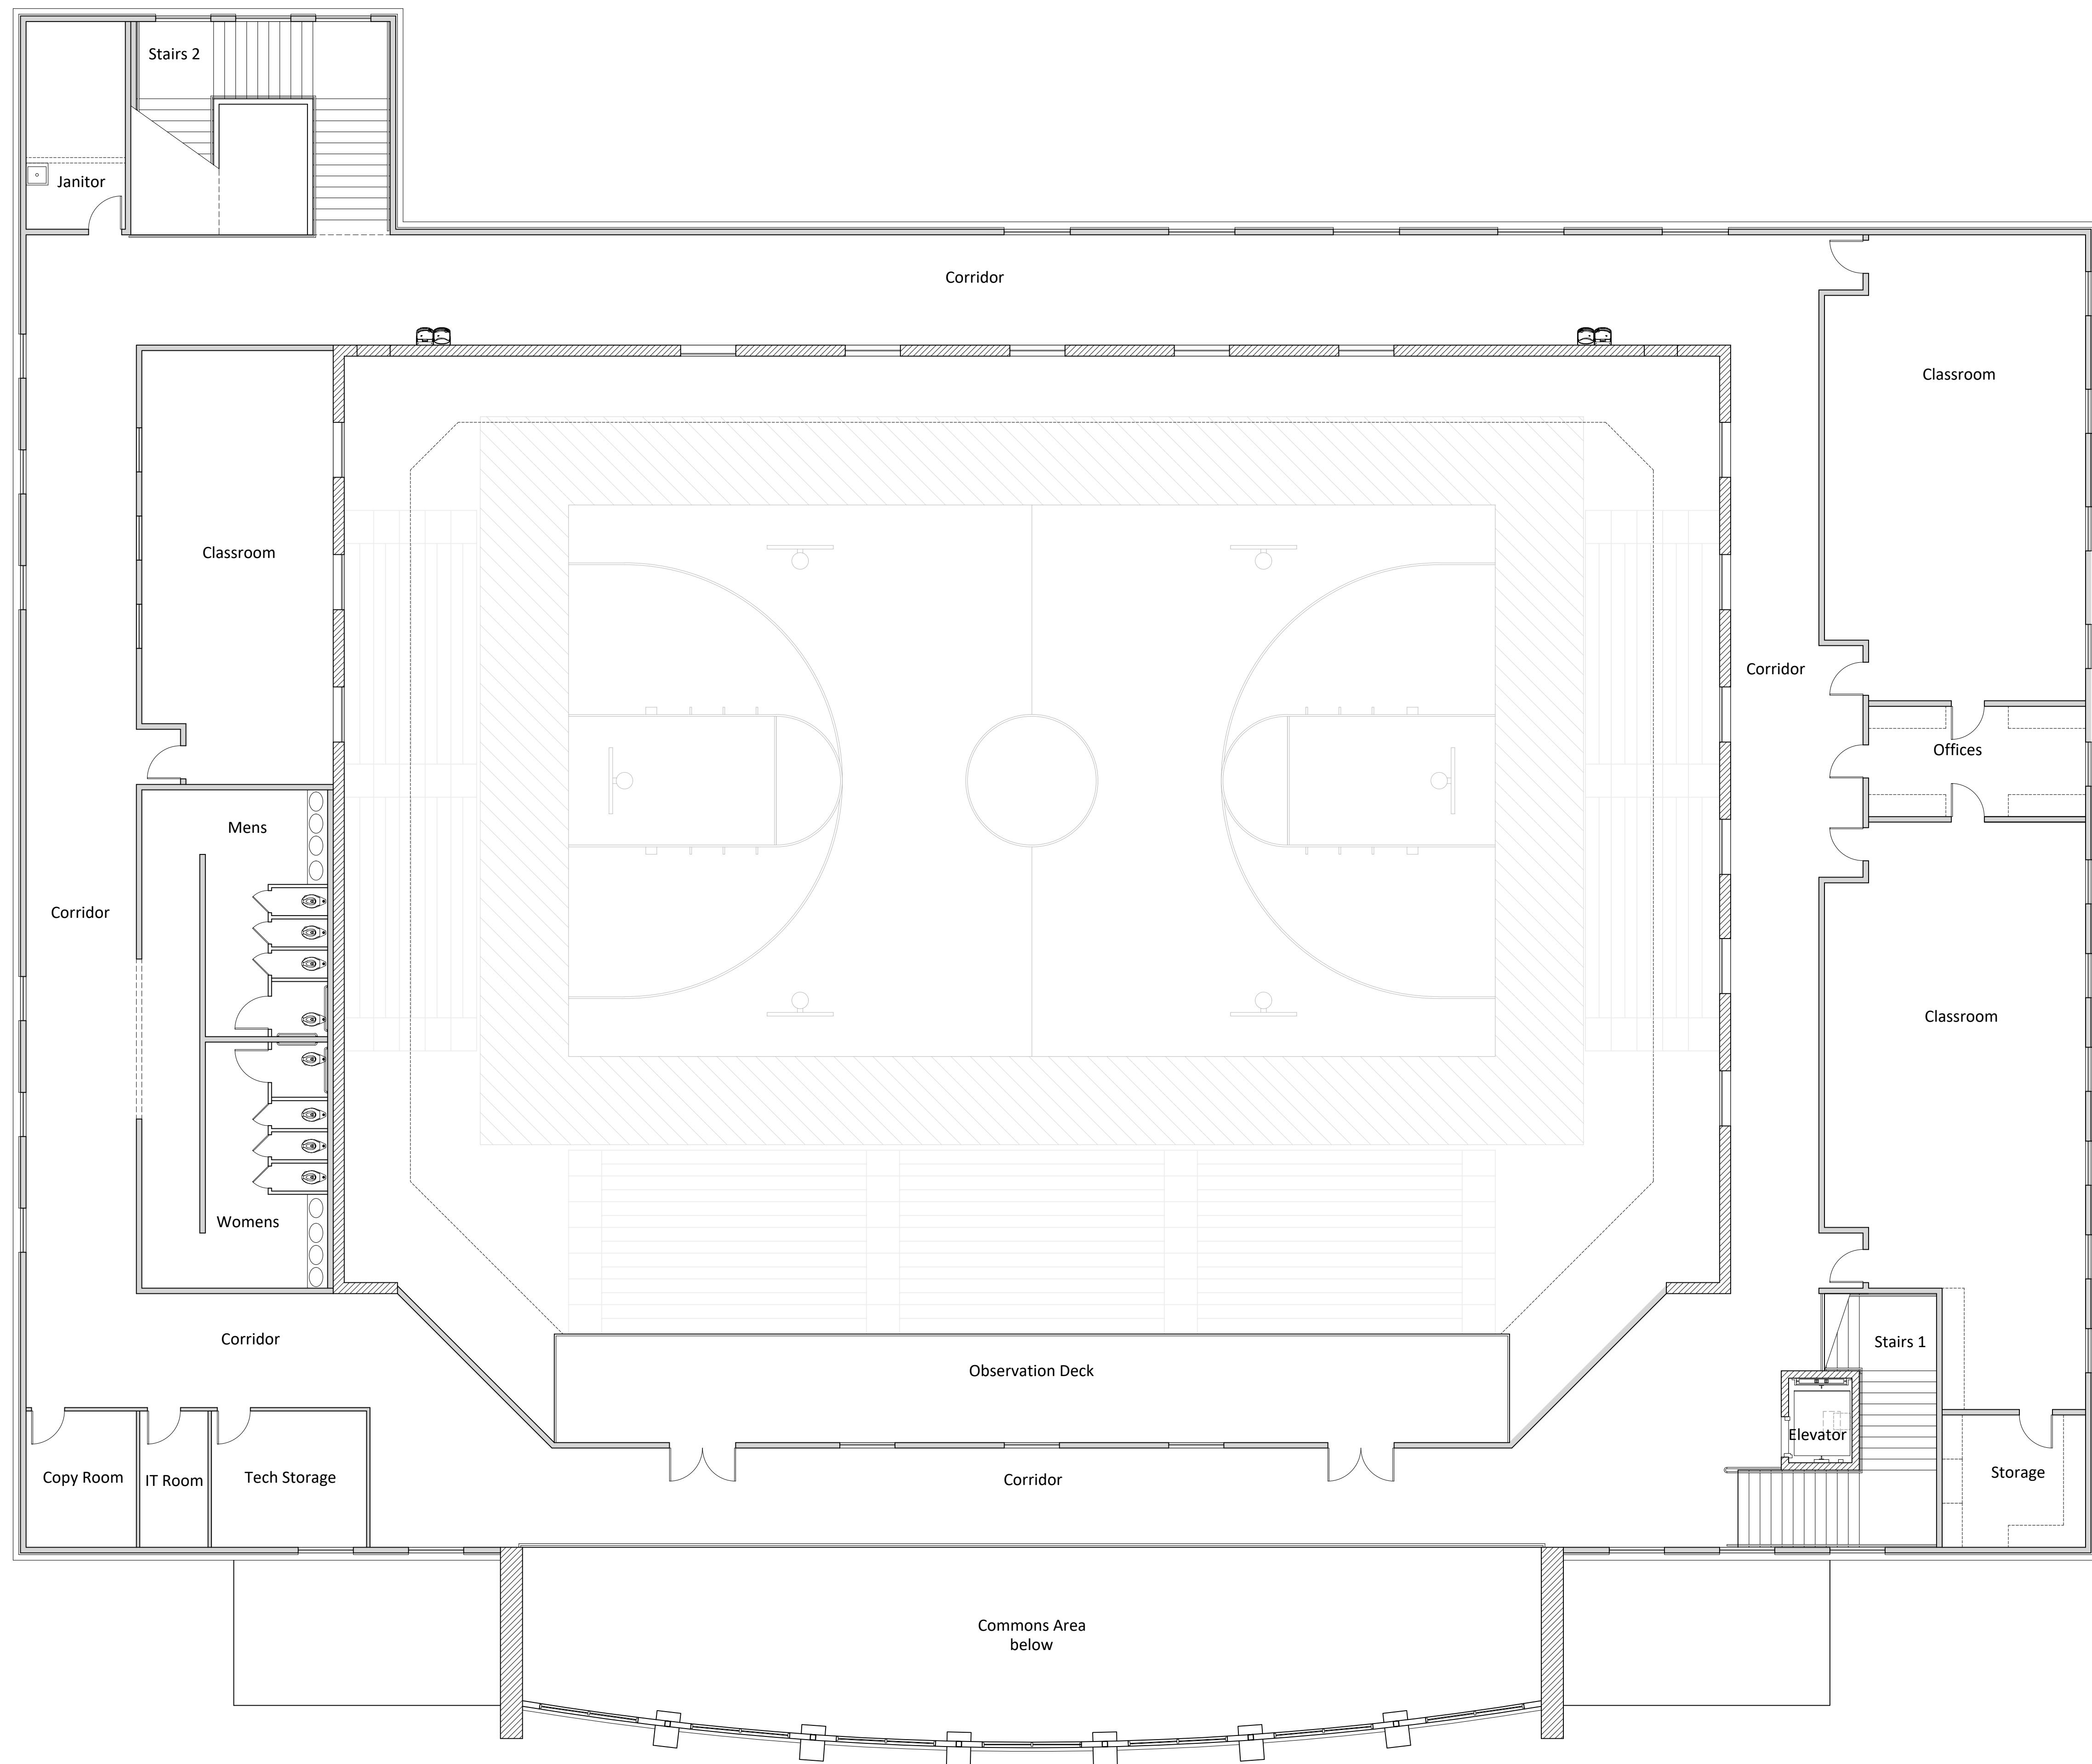 Stairs 2
Janitor
Corridor
Classroom
Classroom
Corridor
Offices
Mens
Corridor
Classroom
Womens
Corridor
Stairs 1
Observation Deck
Elevator
Copy Room
IT Room
Tech Storage
Corridor
Storage
Commons Area
below